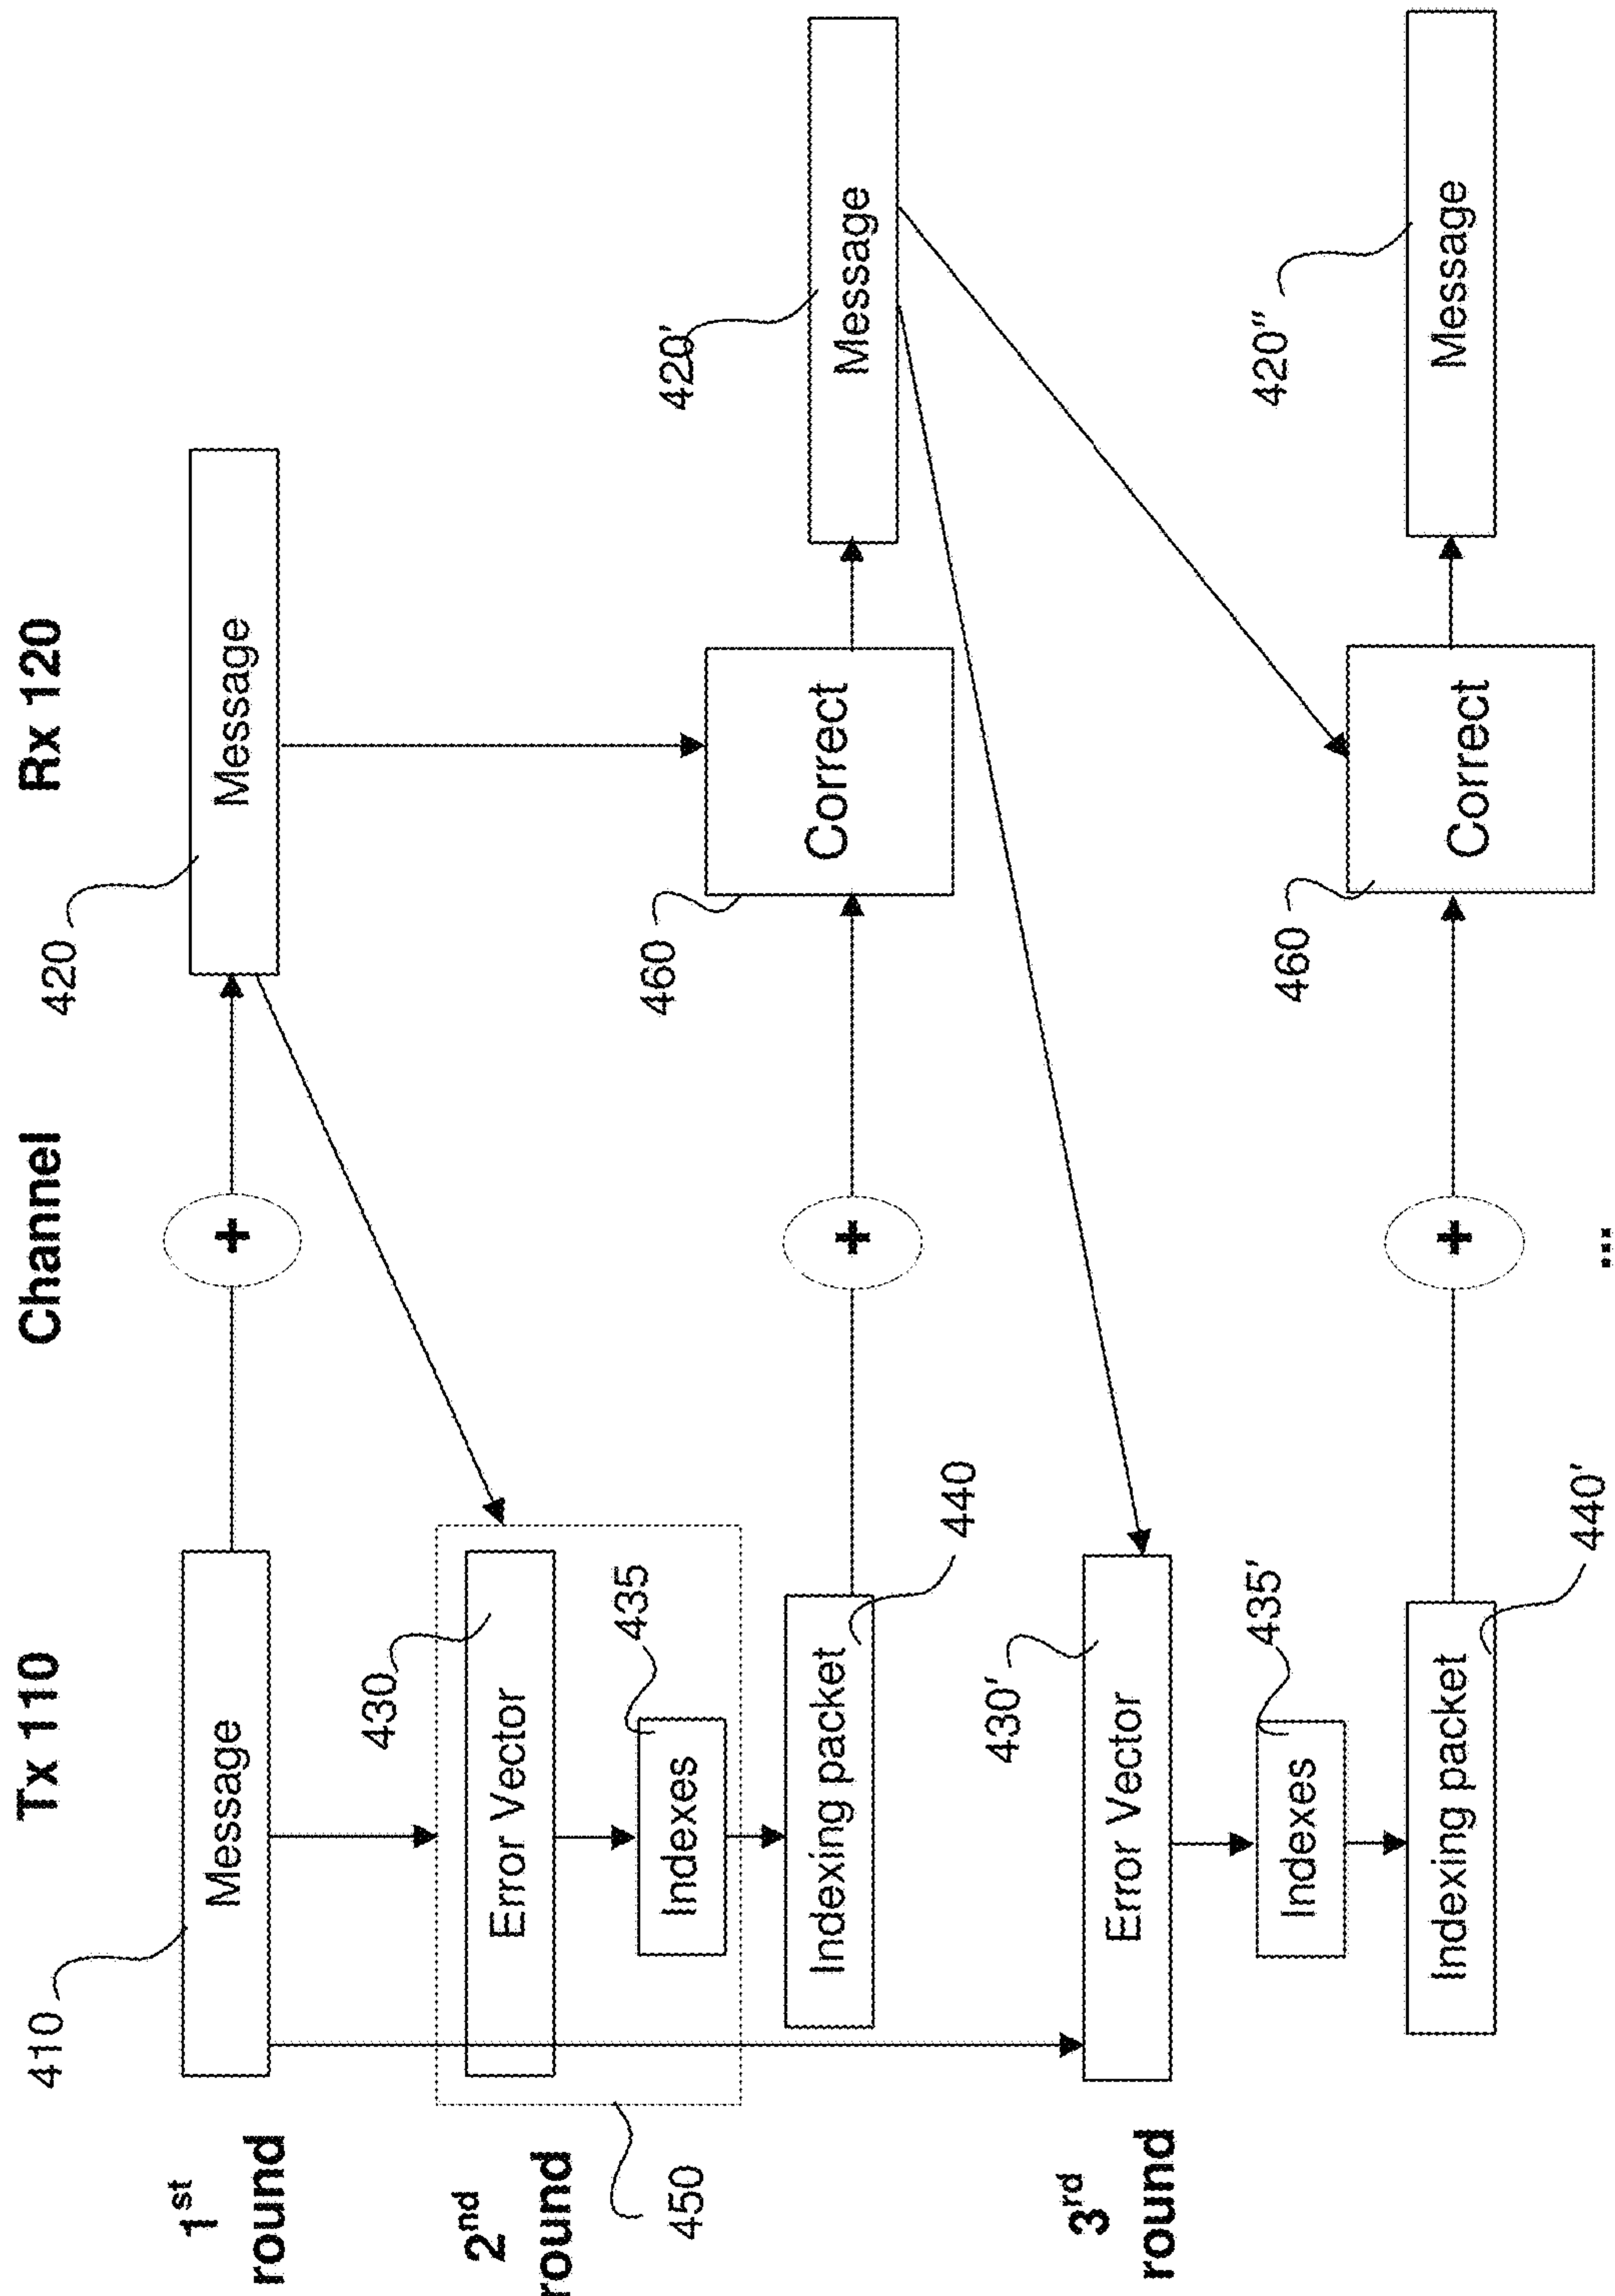 Tx 110
Channel
Rx 120
1st
round
410
Message
+
420
Message
2nd
round
450
430
Error Vector
435
Indexes
Indexing packet
440
+
460
Correct
420'
Message
3rd
round
430'
Error Vector
435'
Indexes
Indexing packet
440'
+
460
Correct
420"
Message
...